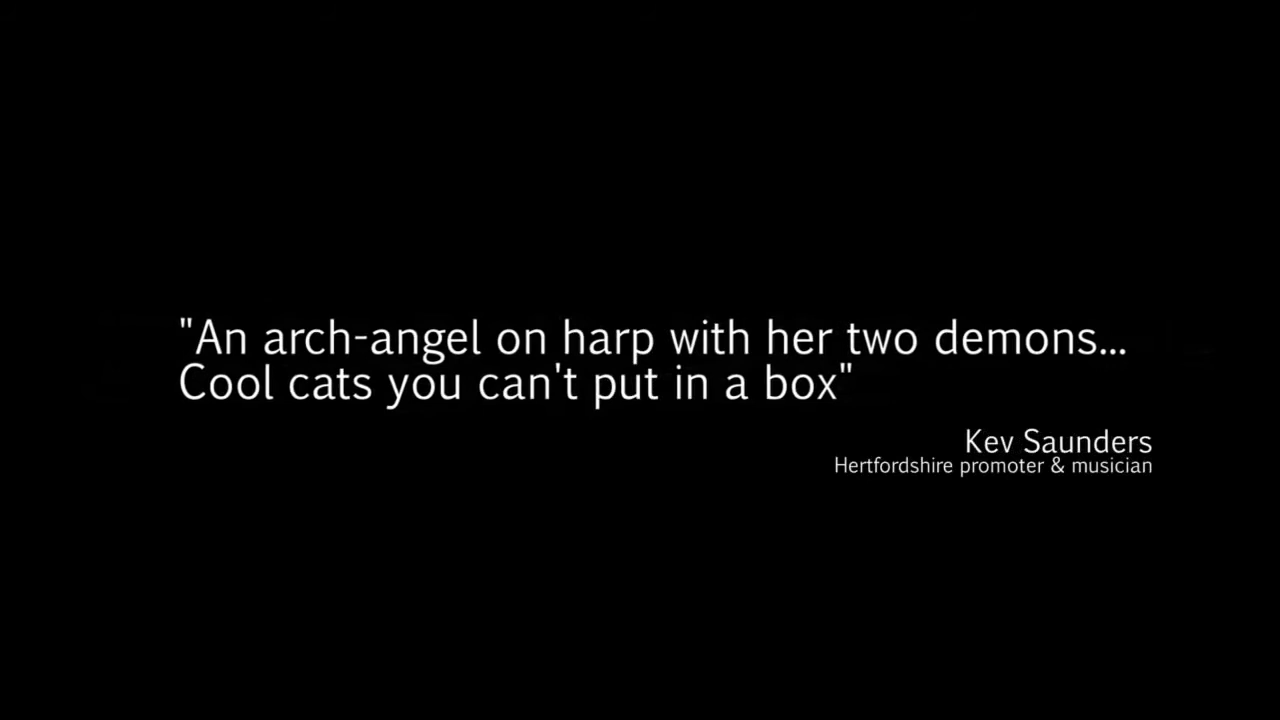 "An arch-angel on harp with her two demons...
Cool cats you can't put in a box"
Kev Saunders
Hertfordshire promoter & musician